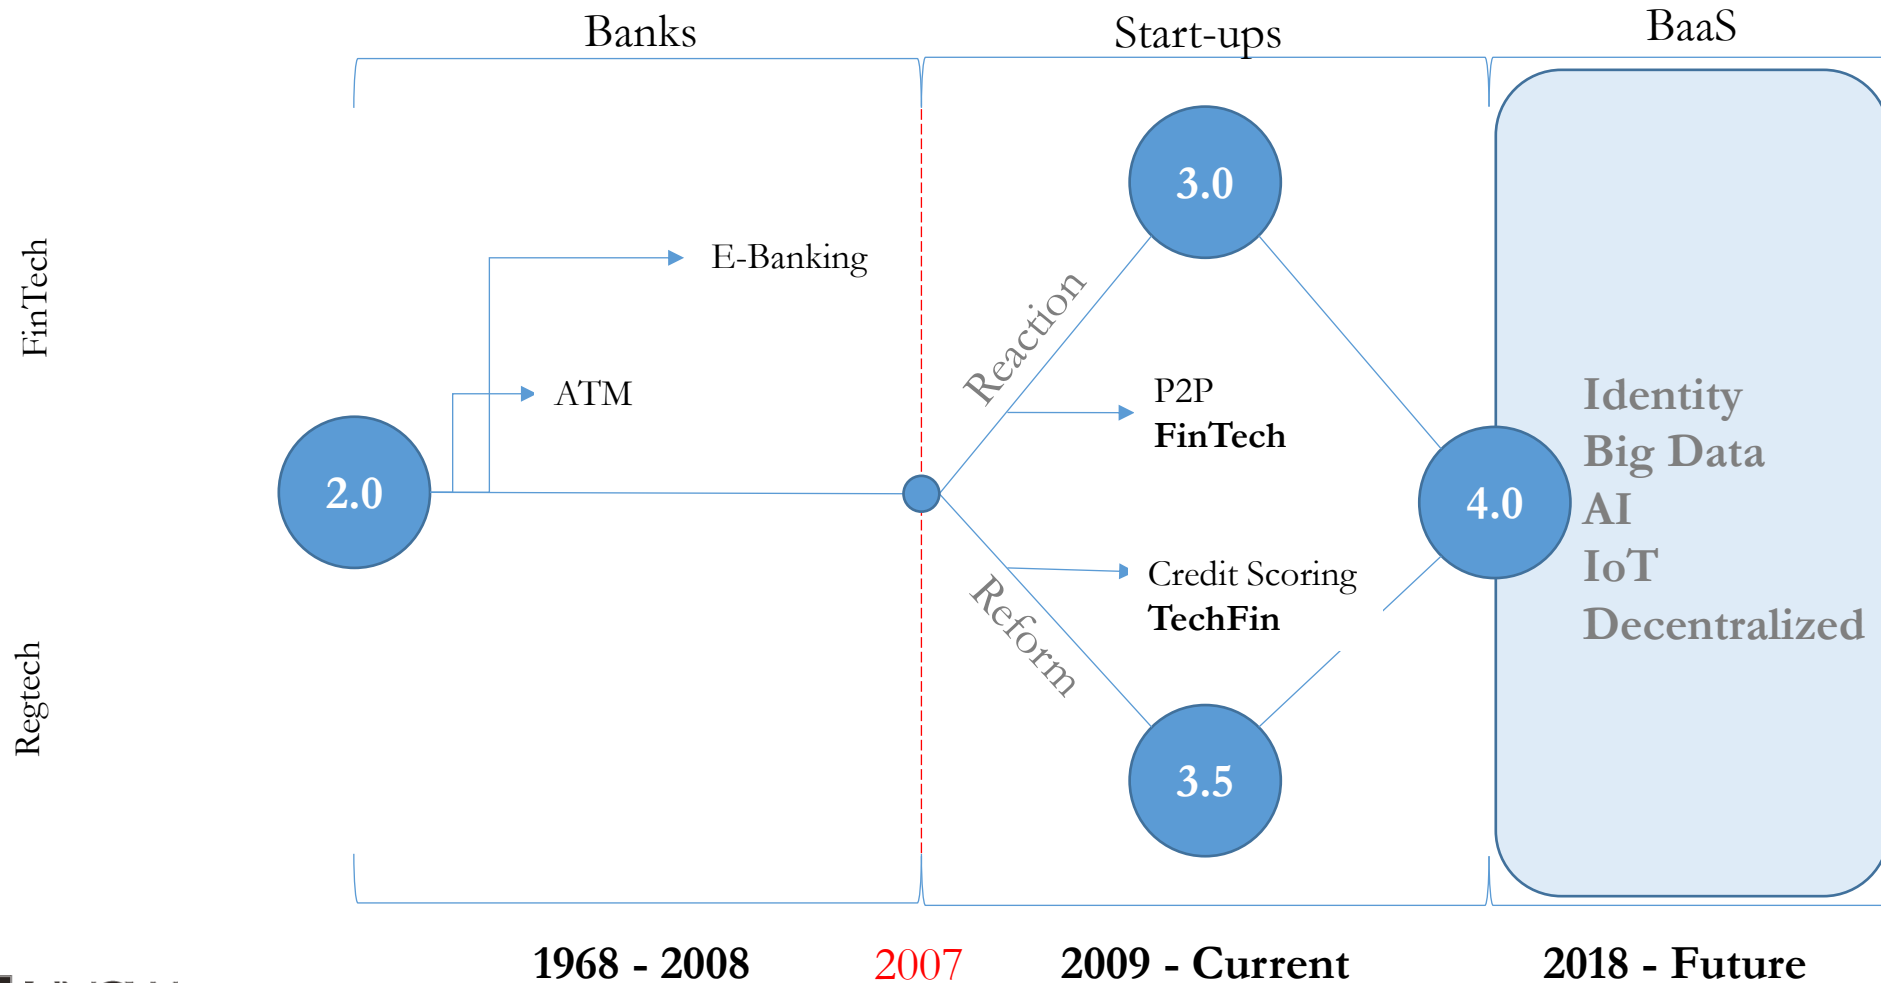 Banks
Start-ups
BaaS
FinTech
Regtech
2.0
ATM
E-Banking
Reaction
Reform
3.0
P2P
FinTech
Credit Scoring
TechFin
3.5
4.0
Identity
Big Data
AI
IoT
Decentralized
1968 - 2008
2007
2009 - Current
2018 - Future